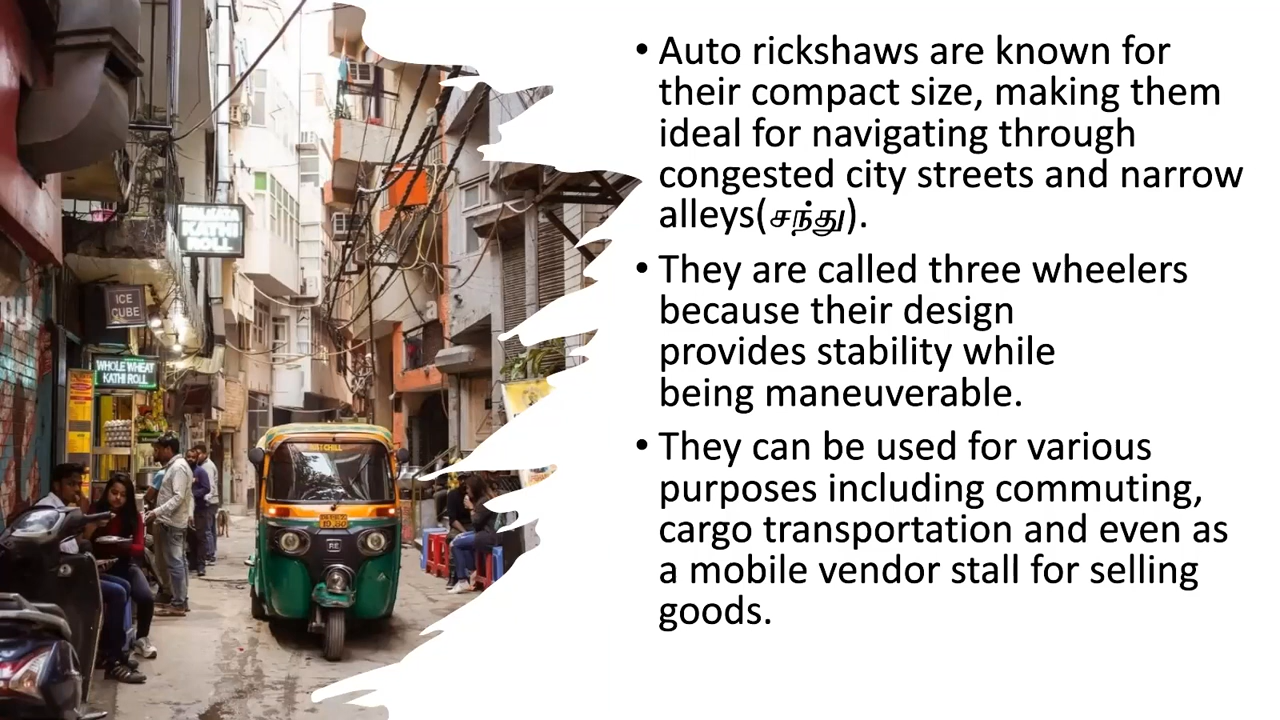 KATHI
ROLL
ICE
CUBE
WHOLE WHEAT
KATHI ROLL
RE
• Auto rickshaws are known for
their compact size, making them
ideal for navigating through
congested city streets and narrow
alleys(சந்து).
• They are called three wheelers
because their design
provides stability while
being maneuverable.
• They can be used for various
purposes including commuting,
cargo transportation and even as
a mobile vendor stall for selling
goods.